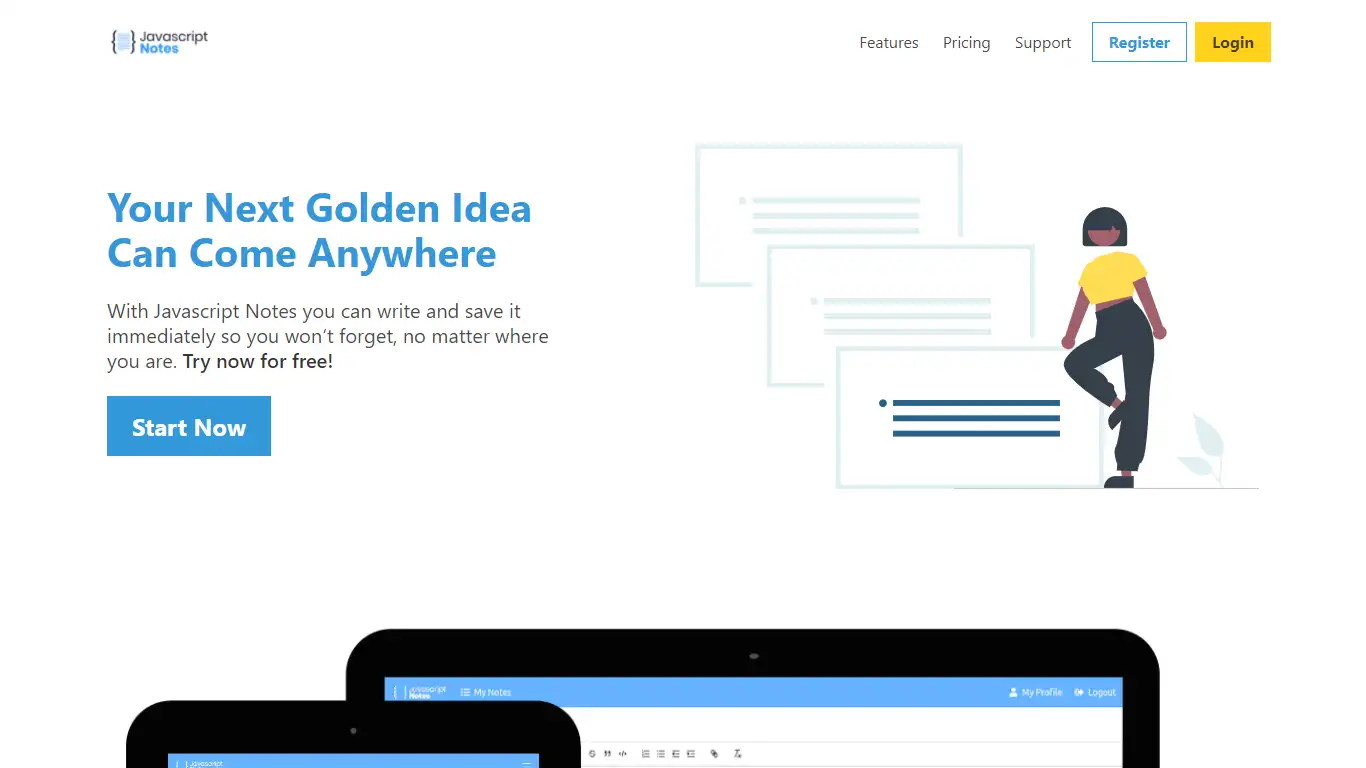 Javascript
Notes
Features Pricing Support Register Login
Your Next Golden Idea
Can Come Anywhere
With Javascript Notes you can write and save it
immediately so you won’t forget, no matter where
you are. Try now for free!
Start Now
Javascript
Notes
My Notes My Profile Logout
Javascript